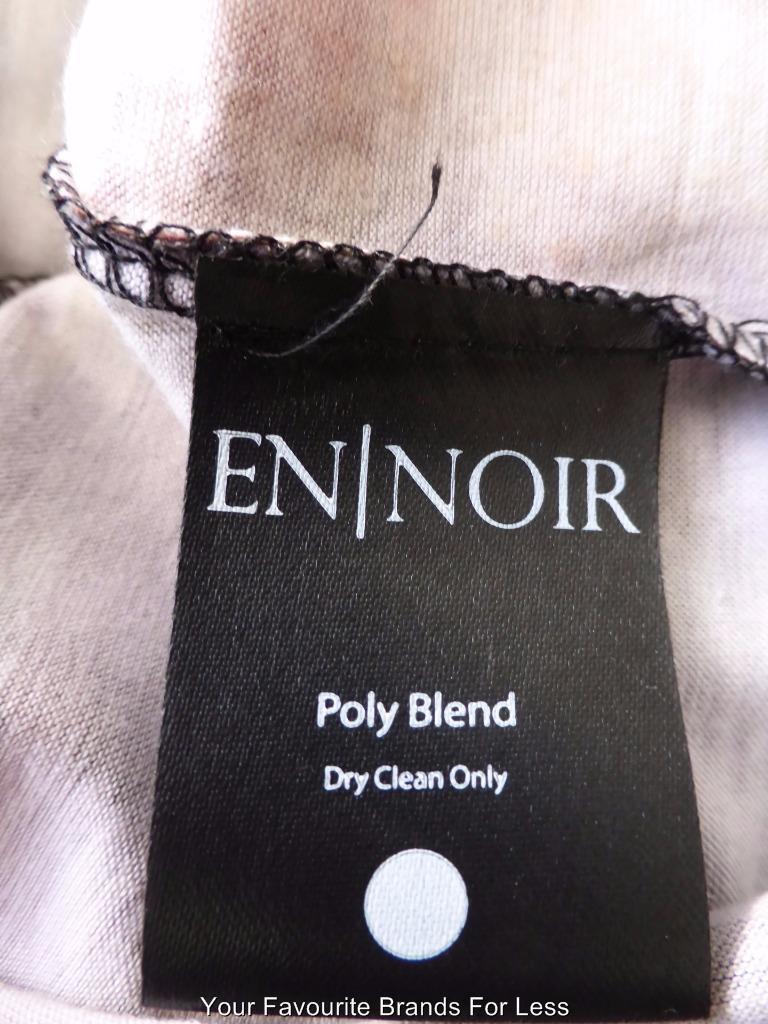 EN|NOIR
Poly Blend
Dry Clean Only
Your Favourite Brands For Less